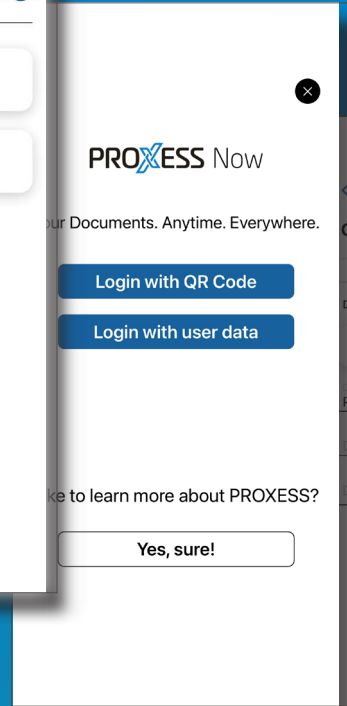 PROXESS Now
ur Documents. Anytime. Everywhere.
Login with QR Code
Login with user data
ke to learn more about PROXESS?
Yes, sure!